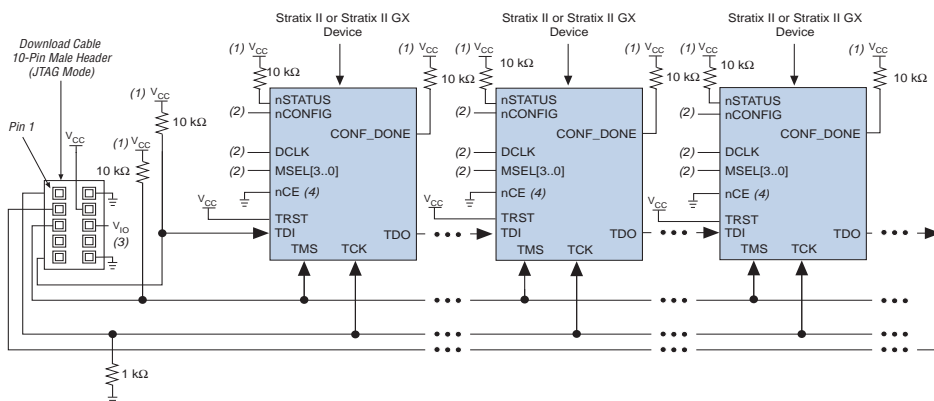 Stratix II or Stratix II GX
Device
Stratix II or Stratix II GX
Device
Stratix II or Stratix II GX
Device
Download Cable
10-Pin Male Header
(JTAG Mode)
Pin 1
VCC
(1) VCC
10 kΩ
(1) VCC
10 kΩ
VIO
(3)
1 kΩ
(1) VCC
10 kΩ
(1) VCC
10 kΩ
nSTATUS
(2) nCONFIG
CONF_DONE
(2) DCLK
(2) MSEL[3..0]
nCE (4)
VCC
TRST
TDI
TDO
TMS
TCK
(1) VCC
10 kΩ
(1) VCC
10 kΩ
nSTATUS
(2) nCONFIG
CONF_DONE
(2) DCLK
(2) MSEL[3..0]
nCE (4)
VCC
TRST
TDI
TDO
TMS
TCK
(1) VCC
10 kΩ
(1) VCC
10 kΩ
nSTATUS
(2) nCONFIG
CONF_DONE
(2) DCLK
(2) MSEL[3..0]
nCE (4)
VCC
TRST
TDI
TDO
TMS
TCK